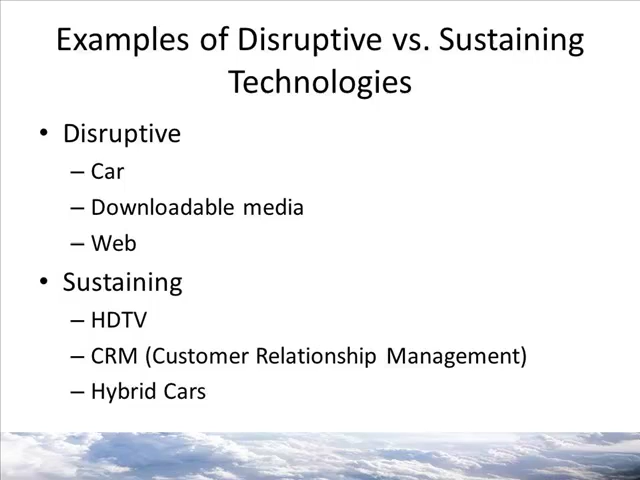 Examples of Disruptive vs. Sustaining
Technologies
• Disruptive
– Car
– Downloadable media
– Web
• Sustaining
– HDTV
– CRM (Customer Relationship Management)
– Hybrid Cars